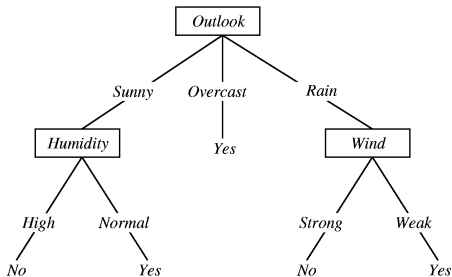 Outlook
Sunny Overcast Rain
Humidity Yes Wind
High Normal Strong Weak
No Yes No Yes